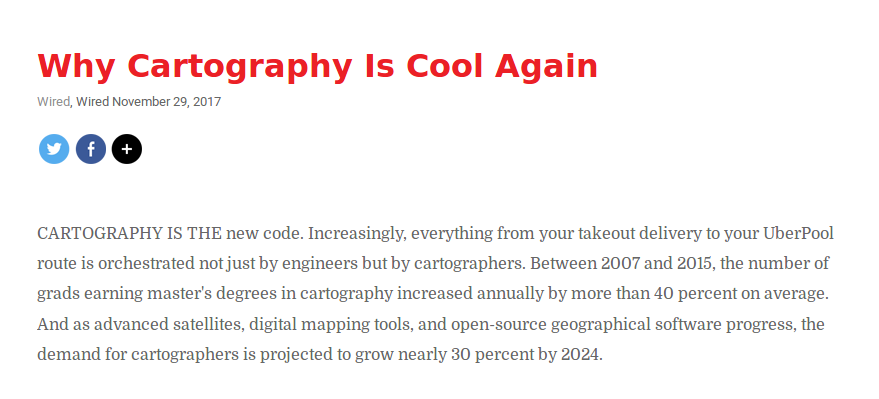 Why Cartography Is Cool Again
Wired, Wired November 29, 2017
CARTOGRAPHY IS THE new code. Increasingly, everything from your takeout delivery to your UberPool
route is orchestrated not just by engineers but by cartographers. Between 2007 and 2015, the number of
grads earning master's degrees in cartography increased annually by more than 40 percent on average.
And as advanced satellites, digital mapping tools, and open-source geographical software progress, the
demand for cartographers is projected to grow nearly 30 percent by 2024.